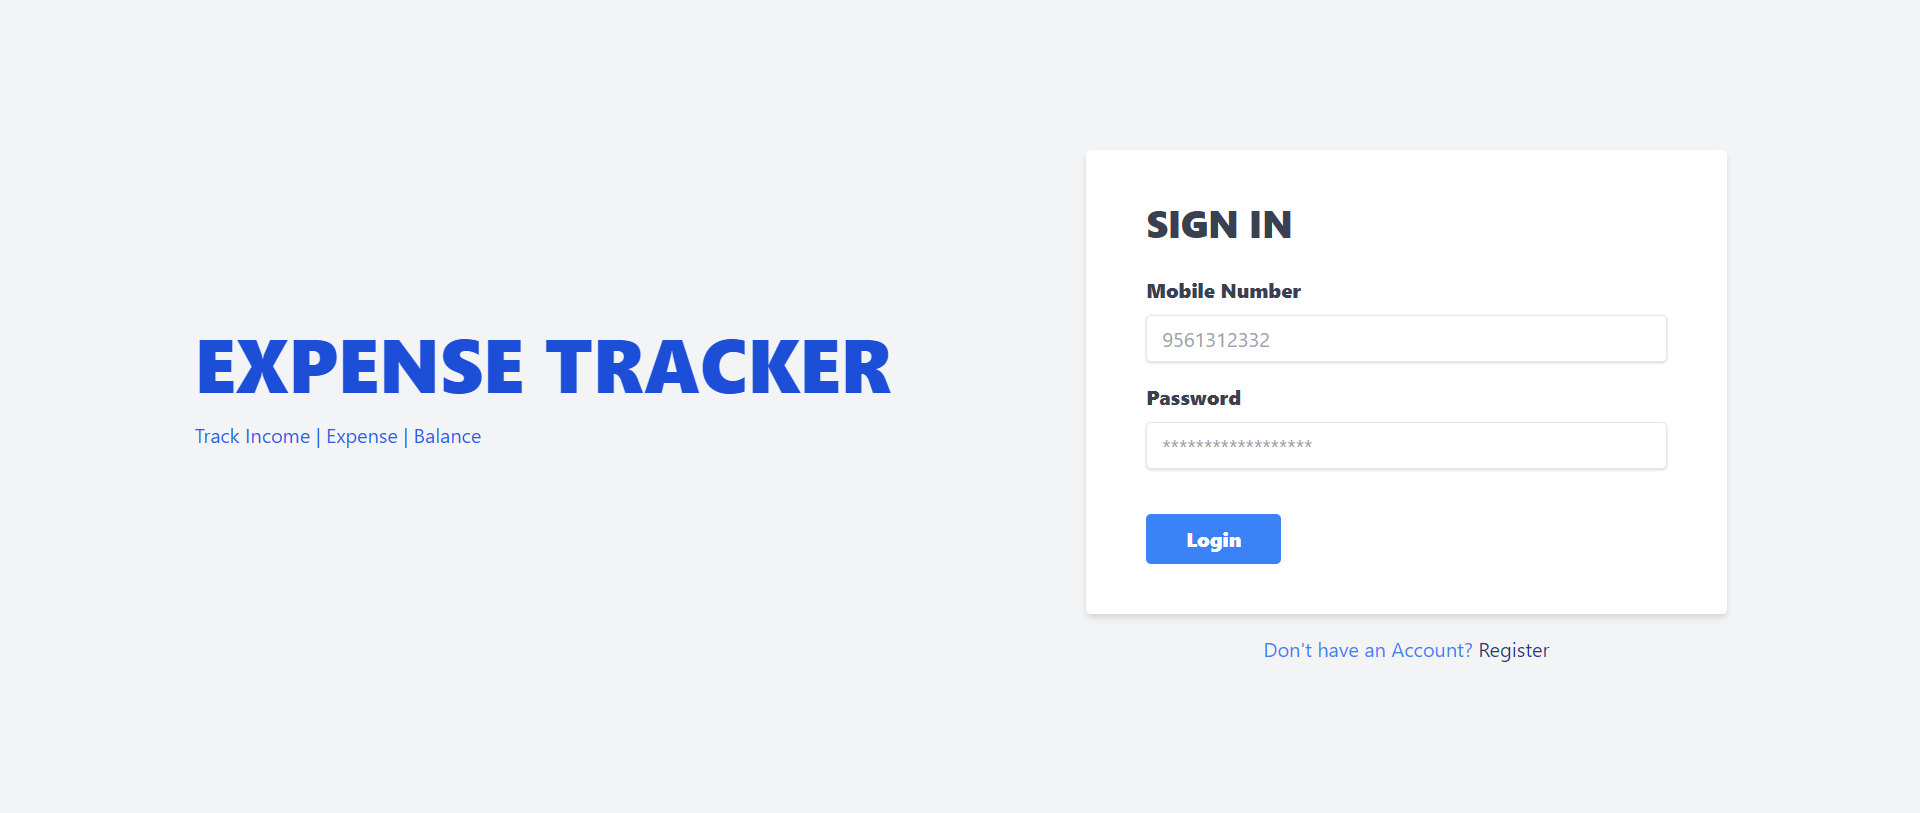 EXPENSE TRACKER
Track Income | Expense | Balance
SIGN IN
Mobile Number
9561312332
Password
******************
Login
Don't have an Account? Register